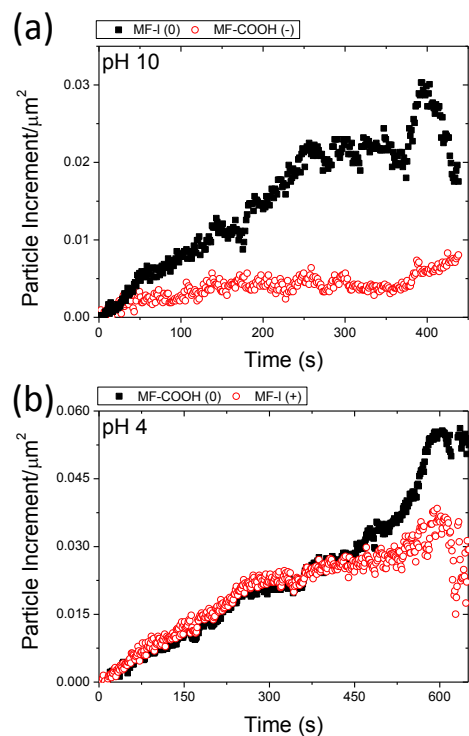 (a)
MF-I (0) MF-COOH (-)
pH 10
0.03
0.02
0.01
0.00
Particle Increment/μm²
0 100 200 300 400
Time (s)
(b)
MF-COOH (0) MF-I (+)
pH 4
0.060
0.045
0.030
0.015
0.000
Particle Increment/μm²
0 150 300 450 600
Time (s)